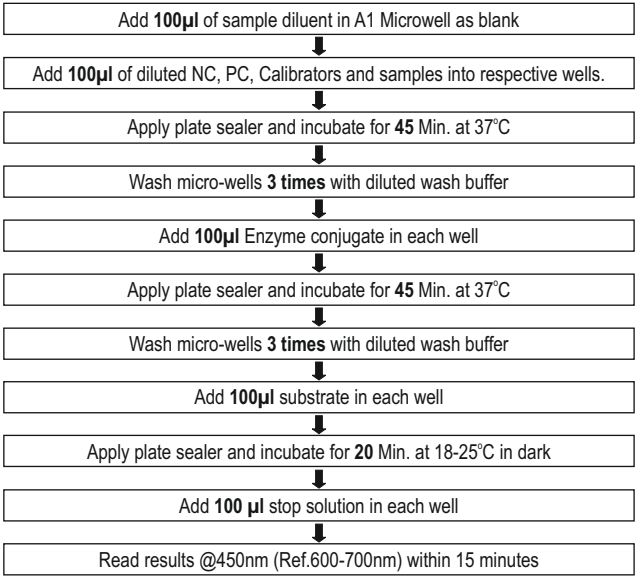 Add 100µl of sample diluent in A1 Microwell as blank
Add 100µl of diluted NC, PC, Calibrators and samples into respective wells.
Apply plate sealer and incubate for 45 Min. at 37°C
Wash micro-wells 3 times with diluted wash buffer
Add 100µl Enzyme conjugate in each well
Apply plate sealer and incubate for 45 Min. at 37°C
Wash micro-wells 3 times with diluted wash buffer
Add 100µl substrate in each well
Apply plate sealer and incubate for 20 Min. at 18-25°C in dark
Add 100 µl stop solution in each well
Read results @450nm (Ref.600-700nm) within 15 minutes